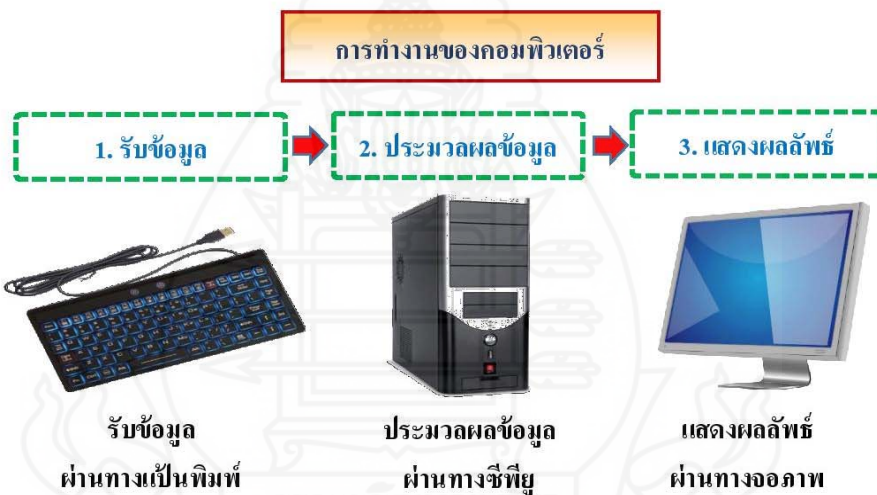 การทำงานของคอมพิวเตอร์
1. รับข้อมูล
2. ประมวลผลข้อมูล
3. แสดงผลลัพธ์
รับข้อมูล
ผ่านทางแป้นพิมพ์
ประมวลผลข้อมูล
ผ่านทางซีพียู
แสดงผลลัพธ์
ผ่านทางจอภาพ